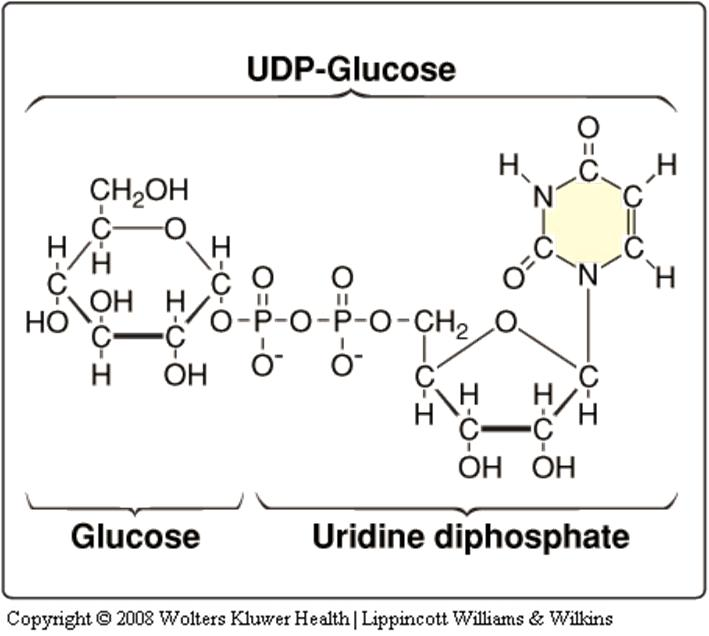 UDP-Glucose
O
H C H
N C
CH₂OH
C O C C
H H H O N H
C C O O
OH H
HO O P O P O CH₂ O
C C
H OH O⁻ O⁻ C C
H H H H
C C
OH OH
Glucose Uridine diphosphate
Copyright © 2008 Wolters Kluwer Health | Lippincott Williams & Wilkins